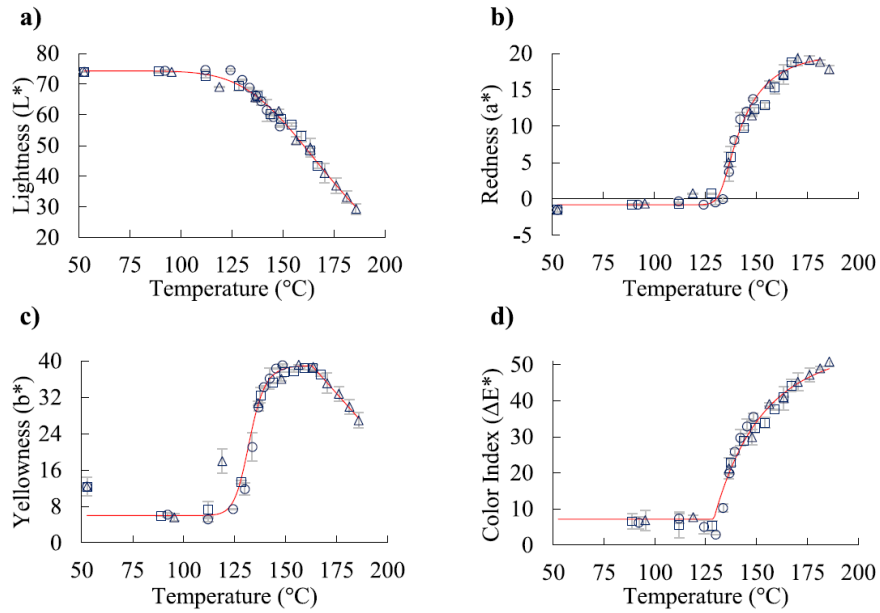 a)
Lightness (L*)
80
70
60
50
40
30
20
50 75 100 125 150 175 200
Temperature (°C)
b)
Redness (a*)
20
15
10
5
0
-5
50 75 100 125 150 175 200
Temperature (°C)
c)
Yellowness (b*)
40
32
24
16
8
0
50 75 100 125 150 175 200
Temperature (°C)
d)
Color Index (ΔE*)
50
40
30
20
10
0
50 75 100 125 150 175 200
Temperature (°C)